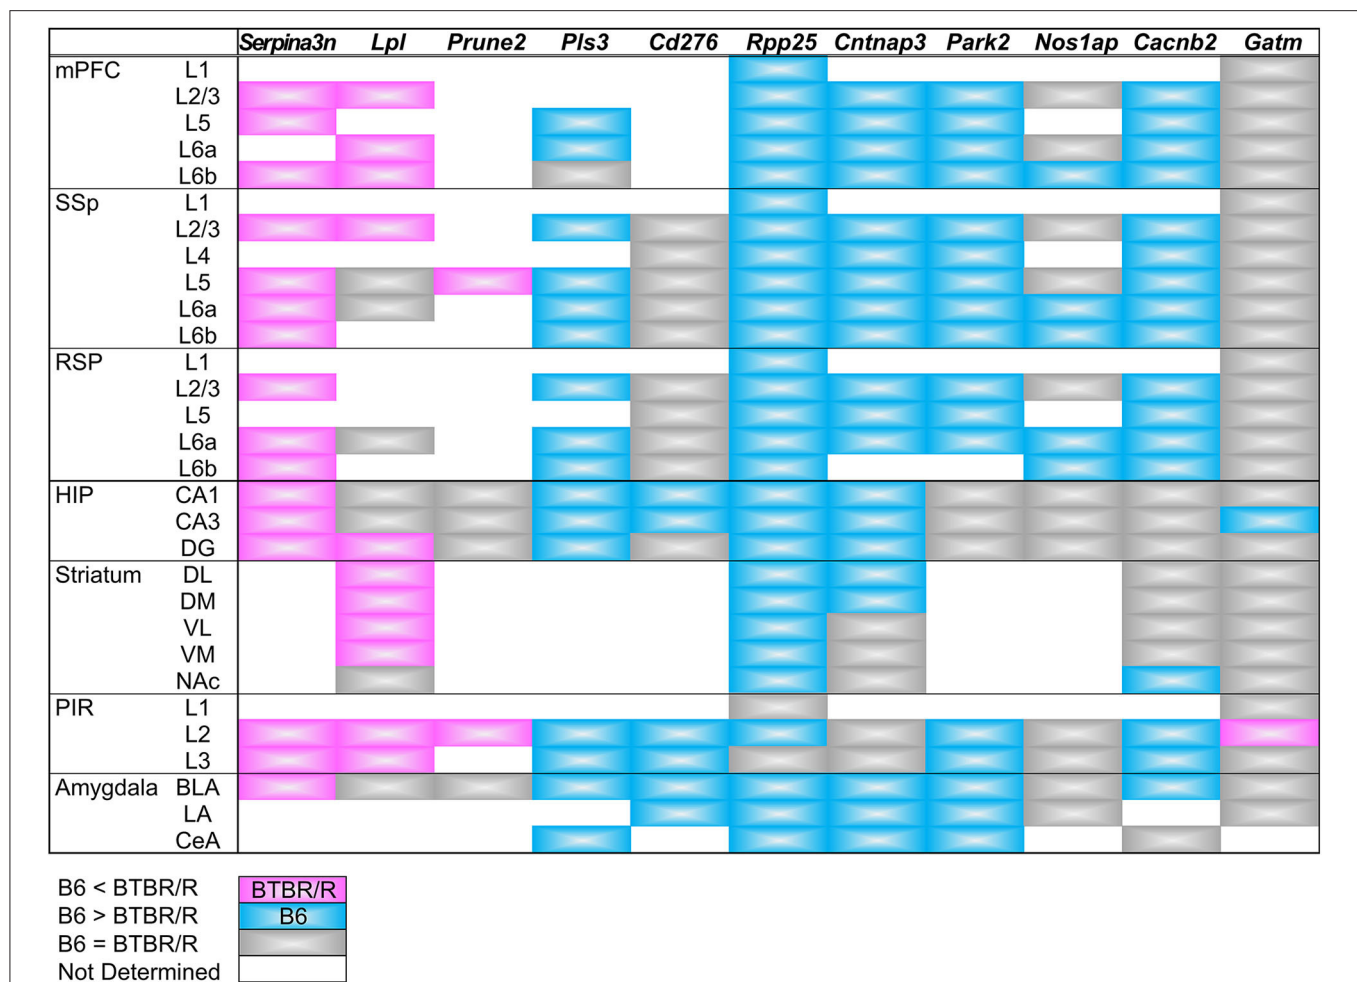 Serpina3n Lpl Prune2 Pls3 Cd276 Rpp25 Cntnap3 Park2 Nos1ap Cacnb2 Gatm
mPFC L1
L2/3
L5
L6a
L6b
SSp L1
L2/3
L4
L5
L6a
L6b
RSP L1
L2/3
L5
L6a
L6b
HIP CA1
CA3
DG
Striatum DL
DM
VL
VM
NAc
PIR L1
L2
L3
Amygdala BLA
LA
CeA
B6 < BTBR/R BTBR/R
B6 > BTBR/R B6
B6 = BTBR/R
Not Determined